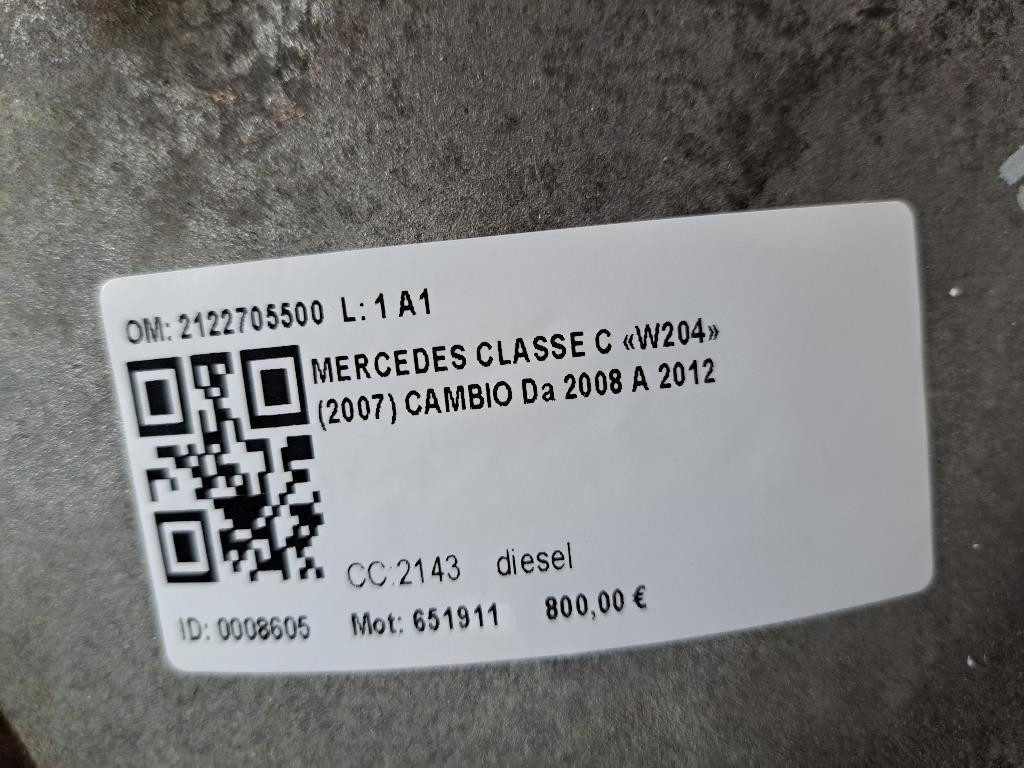 OM: 2122705500 L: 1 A1
MERCEDES CLASSE C «W204»
(2007) CAMBIO Da 2008 A 2012
CC:2143 diesel
ID: 0008605 Mot: 651911 800,00 €